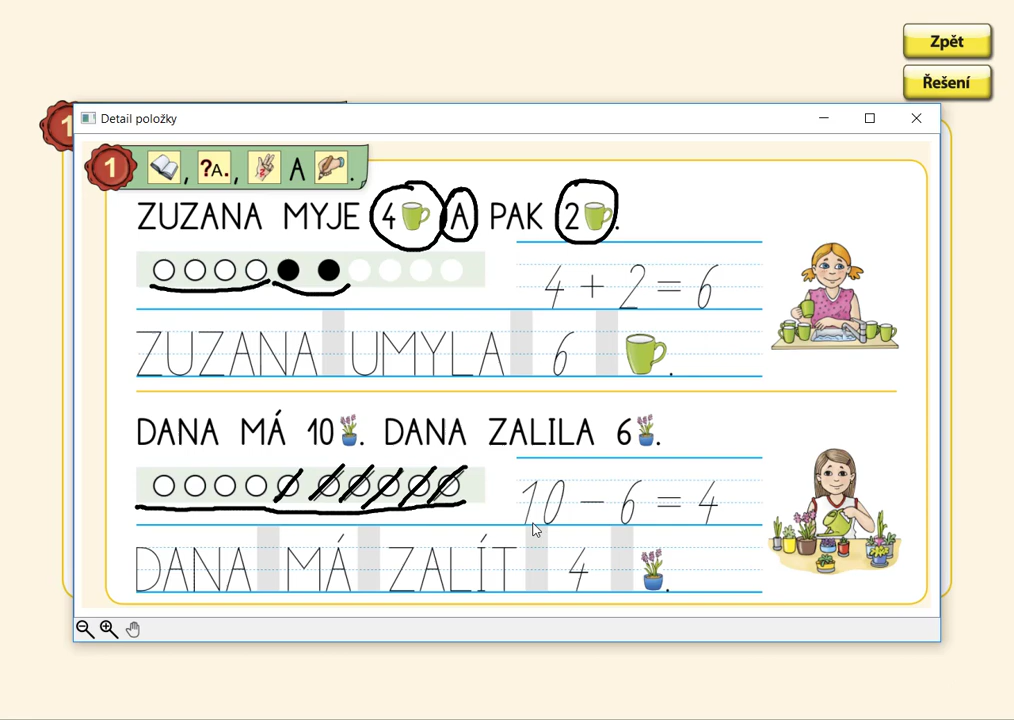 Zpět
Řešení
1
Detail položky
1 , ?A. , A .
ZUZANA MYJE 4 A PAK 2 .
4 + 2 = 6
ZUZANA UMYLA 6 .
DANA MÁ 10 . DANA ZALILA 6 .
10 - 6 = 4
DANA MÁ ZALÍT 4 .